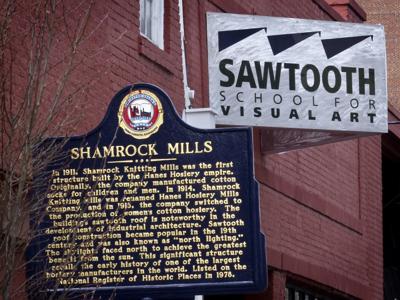 SAWTOOTH
SCHOOL FOR
VISUAL ART
SHAMROCK MILLS
In 1911, Shamrock Knitting Mills was the first
structure built by the Hanes Hosiery empire.
Originally, the company manufactured cotton
socks for children and men. In 1914, Shamrock
Knitting Mills was renamed Hanes Hosiery Mills
Company, and in 1918, the company switched to
the production of women's cotton hosiery. The
building's sawtooth roof is noteworthy in the
development of industrial architecture. Sawtooth
roof construction became popular in the 19th
century and was also known as "north lighting."
The skylights faced north to achieve the greatest
benefit from the sun. This significant structure
recalls the early history of one of the largest
hosiery manufacturers in the world. Listed on the
National Register of Historic Places in 1978.